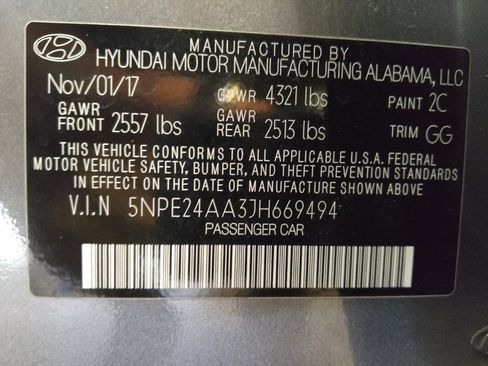 MANUFACTURED BY
HYUNDAI MOTOR MANUFACTURING ALABAMA, LLC
Nov/01/17 GVWR 4321 lbs PAINT 2C
GAWR FRONT 2557 lbs GAWR REAR 2513 lbs TRIM GG
THIS VEHICLE CONFORMS TO ALL APPLICABLE U.S.A. FEDERAL
MOTOR VEHICLE SAFETY, BUMPER, AND THEFT PREVENTION STANDARDS
IN EFFECT ON THE DATE OF MANUFACTURE SHOWN ABOVE.
V.I.N 5NPE24AA3JH669494
PASSENGER CAR